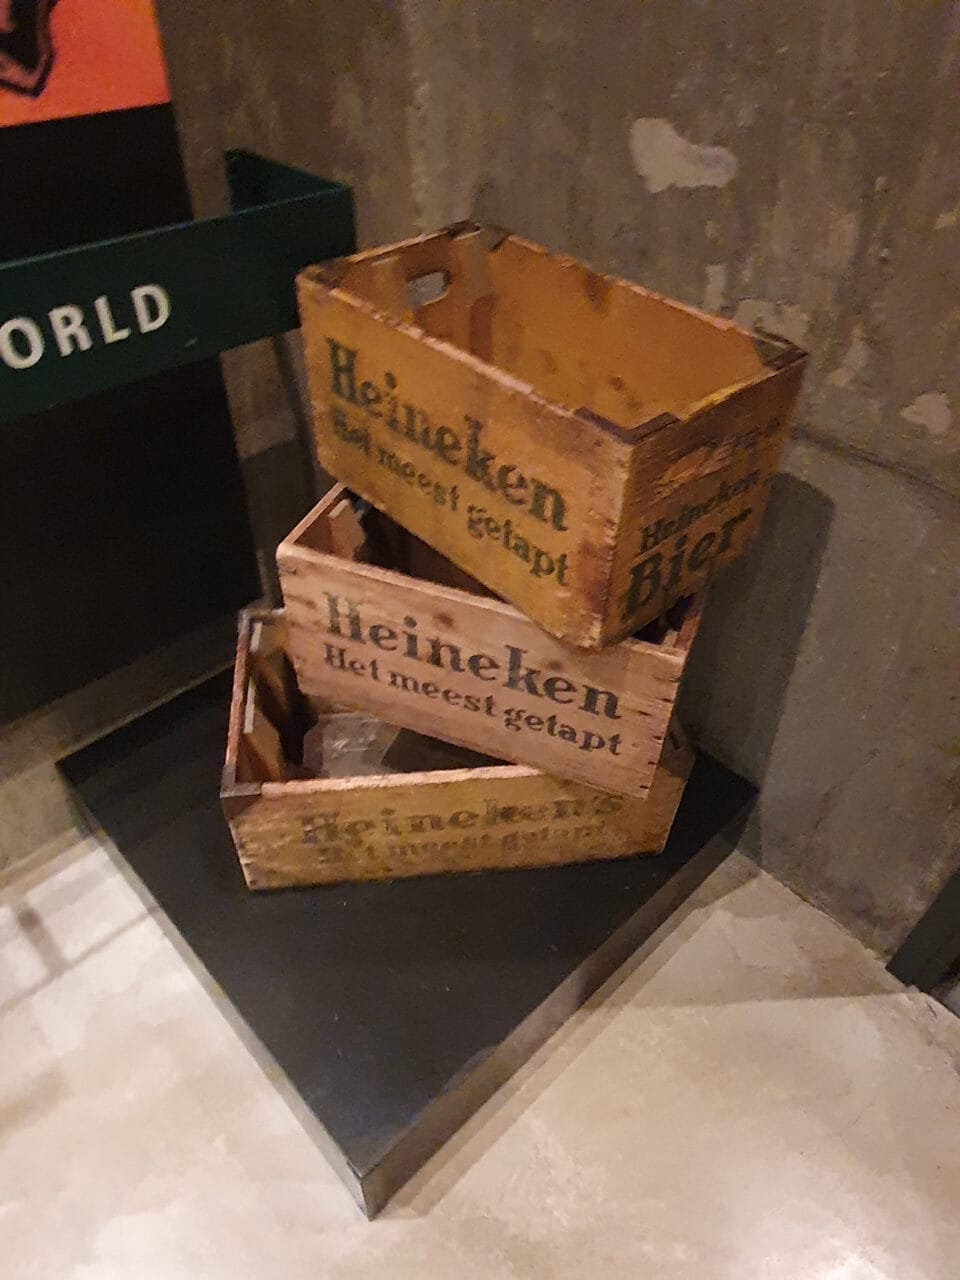 ORLD
Heineken
Het meest getapt
Heineken
Bier
Heineken
Het meest getapt
Heineken's
Het meest getapt